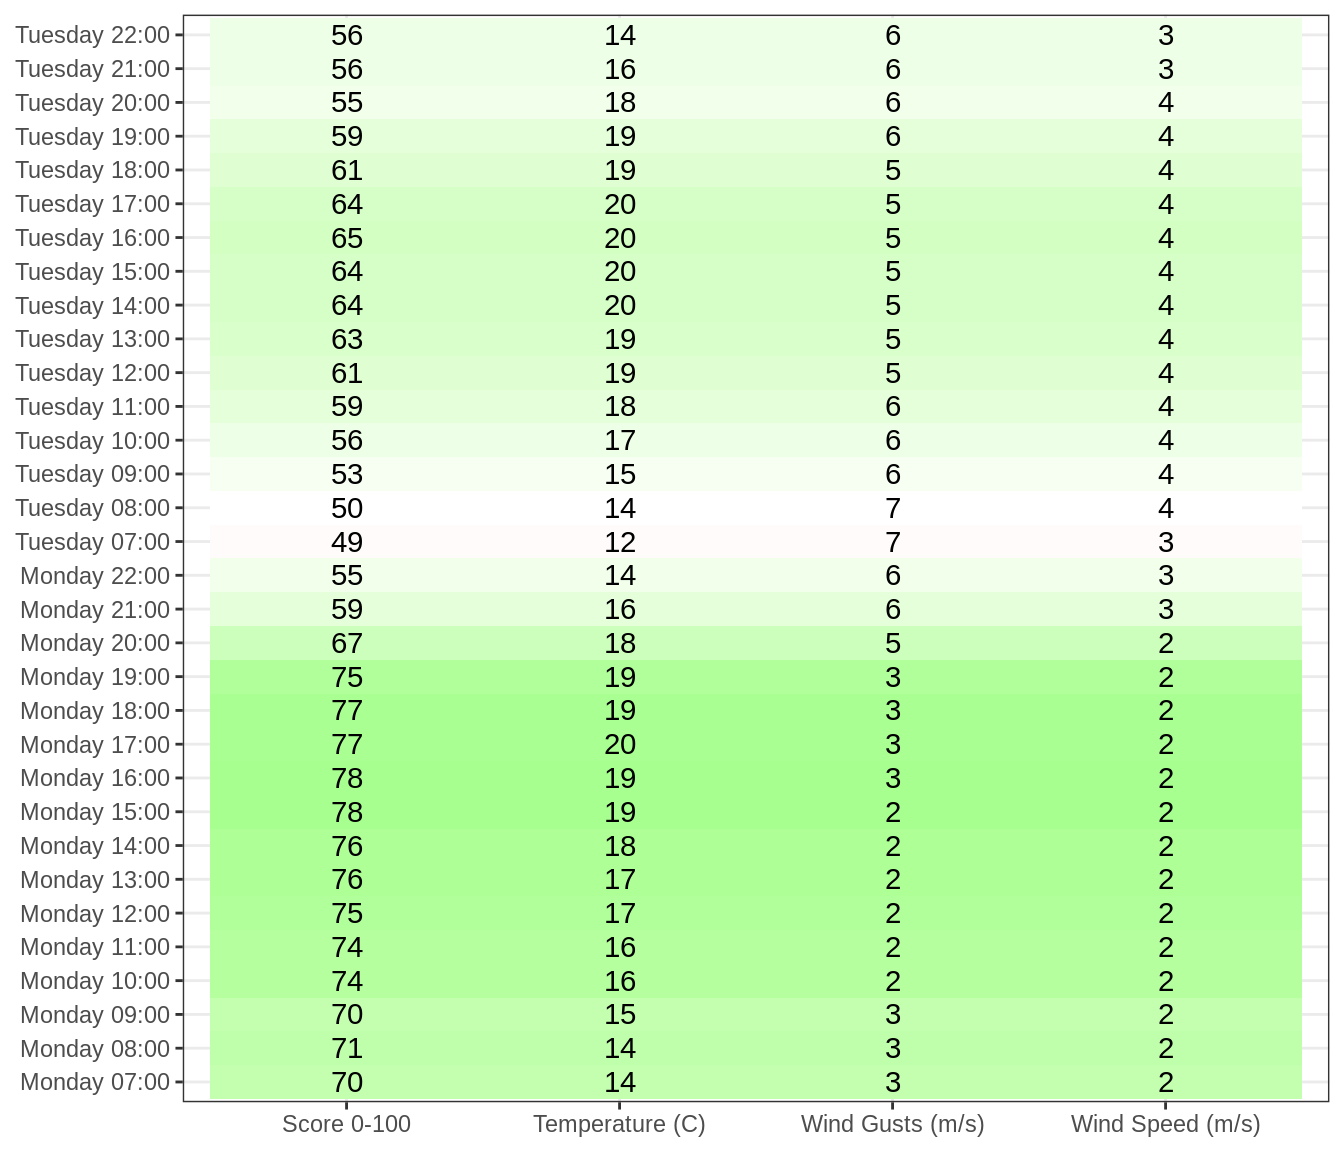 Tuesday 22:00 56 14 6 3
Tuesday 21:00 56 16 6 3
Tuesday 20:00 55 18 6 4
Tuesday 19:00 59 19 6 4
Tuesday 18:00 61 19 5 4
Tuesday 17:00 64 20 5 4
Tuesday 16:00 65 20 5 4
Tuesday 15:00 64 20 5 4
Tuesday 14:00 64 20 5 4
Tuesday 13:00 63 19 5 4
Tuesday 12:00 61 19 5 4
Tuesday 11:00 59 18 6 4
Tuesday 10:00 56 17 6 4
Tuesday 09:00 53 15 6 4
Tuesday 08:00 50 14 7 4
Tuesday 07:00 49 12 7 3
Monday 22:00 55 14 6 3
Monday 21:00 59 16 6 3
Monday 20:00 67 18 5 2
Monday 19:00 75 19 3 2
Monday 18:00 77 19 3 2
Monday 17:00 77 20 3 2
Monday 16:00 78 19 3 2
Monday 15:00 78 19 2 2
Monday 14:00 76 18 2 2
Monday 13:00 76 17 2 2
Monday 12:00 75 17 2 2
Monday 11:00 74 16 2 2
Monday 10:00 74 16 2 2
Monday 09:00 70 15 3 2
Monday 08:00 71 14 3 2
Monday 07:00 70 14 3 2
Score 0-100 Temperature (C) Wind Gusts (m/s) Wind Speed (m/s)